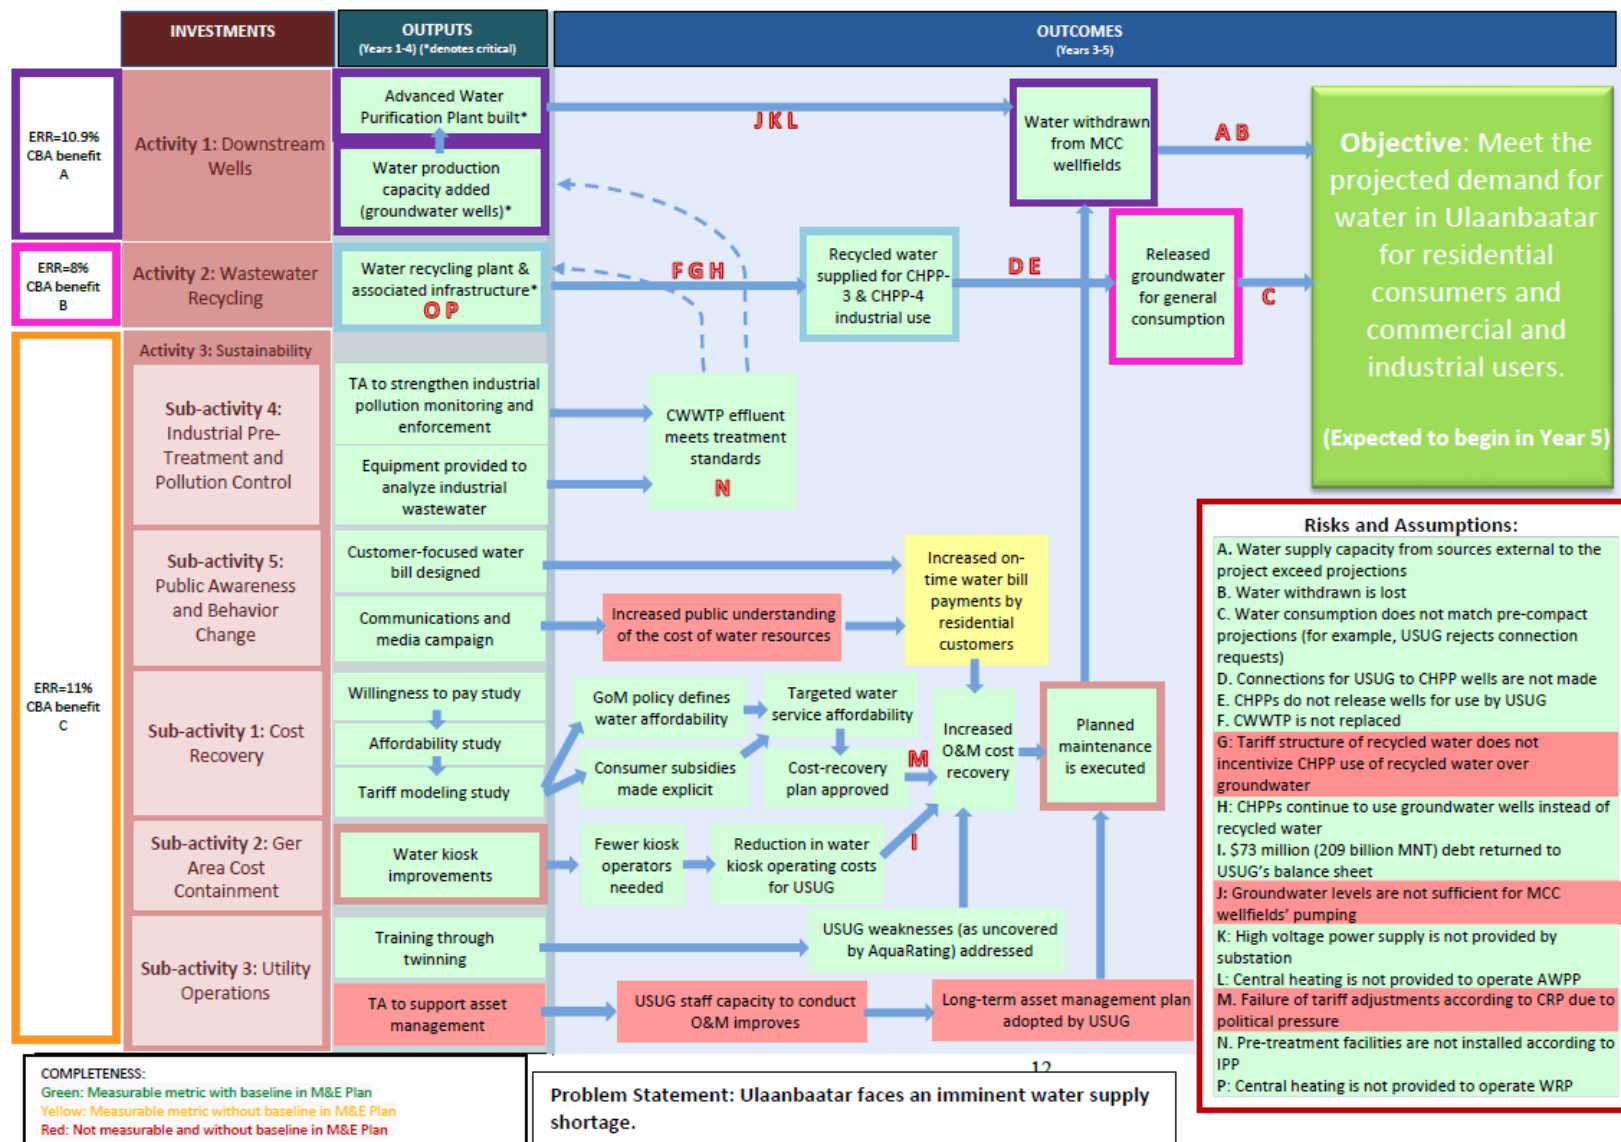 INVESTMENTS
OUTPUTS
(Years 1-4) (*denotes critical)
OUTCOMES
(Years 3-5)
ERR=10.9%
CBA benefit
A
Activity 1: Downstream
Wells
Advanced Water
Purification Plant built*
Water production
capacity added
(groundwater wells)*
J K L
Water withdrawn
from MCC
wellfields
A B
Objective: Meet the
projected demand for
water in Ulaanbaatar
for residential
consumers and
commercial and
industrial users.
(Expected to begin in Year 5)
ERR=8%
CBA benefit
B
Activity 2: Wastewater
Recycling
Water recycling plant &
associated infrastructure*
O P
F G H
Recycled water
supplied for CHPP-
3 & CHPP-4
industrial use
D E
Released
groundwater
for general
consumption
C
ERR=11%
CBA benefit
C
Activity 3: Sustainability
Sub-activity 4:
Industrial Pre-
Treatment and
Pollution Control
TA to strengthen industrial
pollution monitoring and
enforcement
Equipment provided to
analyze industrial
wastewater
CWWTP effluent
meets treatment
standards
N
Sub-activity 5:
Public Awareness
and Behavior
Change
Customer-focused water
bill designed
Communications and
media campaign
Increased public understanding
of the cost of water resources
Increased on-
time water bill
payments by
residential
customers
Sub-activity 1: Cost
Recovery
Willingness to pay study
Affordability study
Tariff modeling study
GoM policy defines
water affordability
Consumer subsidies
made explicit
Targeted water
service affordability
Cost-recovery
plan approved
M
Increased
O&M cost
recovery
Planned
maintenance
is executed
Sub-activity 2: Ger
Area Cost
Containment
Water kiosk
improvements
Fewer kiosk
operators
needed
Reduction in water
kiosk operating costs
for USUG
I
Sub-activity 3: Utility
Operations
Training through
twinning
USUG weaknesses (as uncovered
by AquaRating) addressed
TA to support asset
management
USUG staff capacity to conduct
O&M improves
Long-term asset management plan
adopted by USUG
Risks and Assumptions:
A. Water supply capacity from sources external to the
project exceed projections
B. Water withdrawn is lost
C. Water consumption does not match pre-compact
projections (for example, USUG rejects connection
requests)
D. Connections for USUG to CHPP wells are not made
E. CHPPs do not release wells for use by USUG
F. CWWTP is not replaced
G: Tariff structure of recycled water does not
incentivize CHPP use of recycled water over
groundwater
H: CHPPs continue to use groundwater wells instead of
recycled water
I. $73 million (209 billion MNT) debt returned to
USUG's balance sheet
J: Groundwater levels are not sufficient for MCC
wellfields' pumping
K: High voltage power supply is not provided by
substation
L: Central heating is not provided to operate AWPP
M. Failure of tariff adjustments according to CRP due to
political pressure
N. Pre-treatment facilities are not installed according to
IPP
P: Central heating is not provided to operate WRP
12
COMPLETENESS:
Green: Measurable metric with baseline in M&E Plan
Yellow: Measurable metric without baseline in M&E Plan
Red: Not measurable and without baseline in M&E Plan
Problem Statement: Ulaanbaatar faces an imminent water supply
shortage.